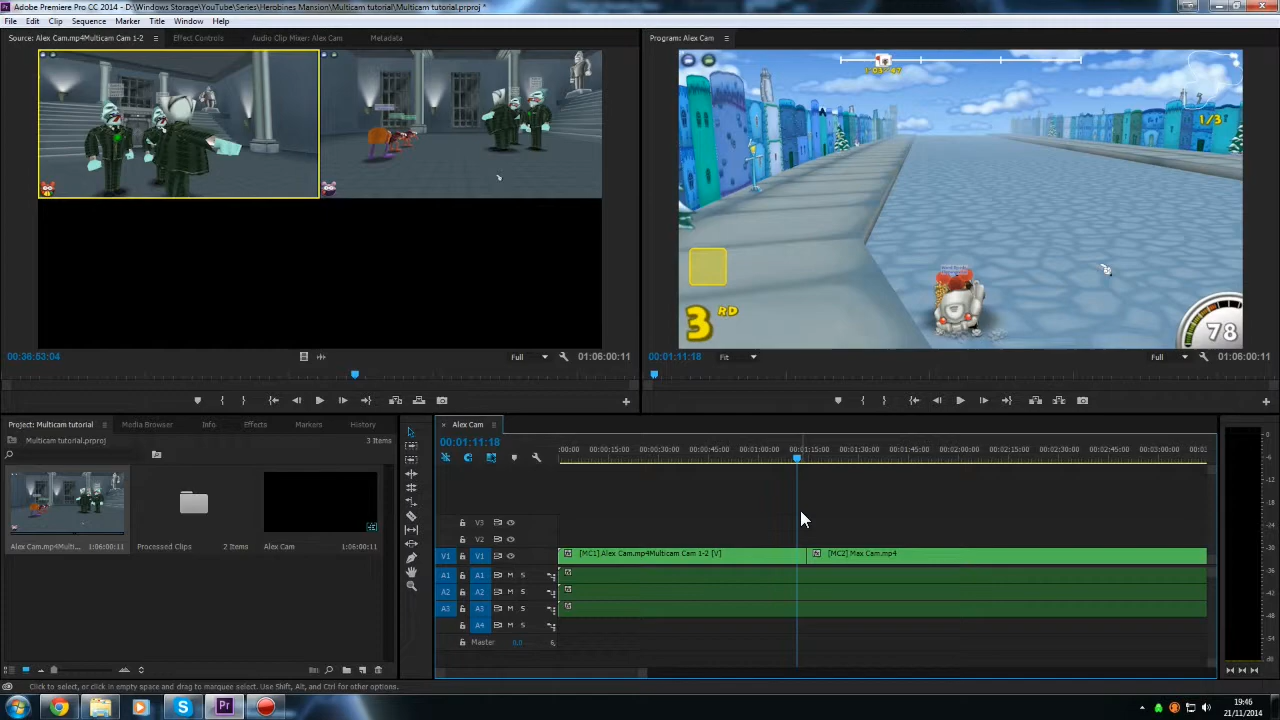 Adobe Premiere Pro CC 2014 - D:\Windows Storage\YouTube\Series\Herobines Mansion\Multicam tutorial\Multicam tutorial.prproj *
File Edit Clip Sequence Marker Title Window Help
Source: Alex Cam.mp4Multicam Cam 1-2
Effect Controls
Audio Clip Mixer: Alex Cam
Metadata
Program: Alex Cam
1/3
3 RD
78
00:36:53:04
Full
01:06:00:11
00:01:11:18
Fit
Full
01:06:00:11
Project: Multicam tutorial
Media Browser
Info
Effects
Markers
History
Multicam tutorial.prproj
3 Items
Alex Cam.mp4Multi... 1:06:00:11
Processed Clips 2 Items
Alex Cam 1:06:00:11
× Alex Cam
00:01:11:18
:00:00 00:00:15:00 00:00:30:00 00:00:45:00 00:01:00:00 00:01:15:00 00:01:30:00 00:01:45:00 00:02:00:00 00:02:15:00 00:02:30:00 00:02:45:00 00:03:00:00
V3
V2
V1 V1 [MC1] Alex Cam.mp4Multicam Cam 1-2 [V] [MC2] Max Cam.mp4
A1 A1 M S
A2 A2 M S
A3 A3 M S
A4 M S
Master 0.0
Click to select, or click in empty space and drag to marquee select. Use Shift, Alt, and Ctrl for other options.
19:46
21/11/2014